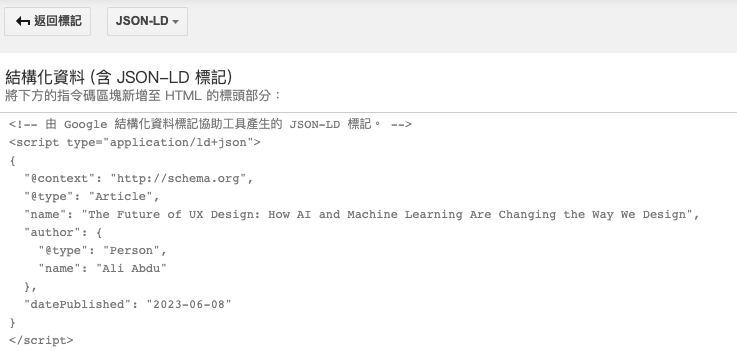 返回標記
JSON-LD
結構化資料 (含 JSON-LD 標記)
將下方的指令碼區塊新增至 HTML 的標頭部分：
<!-- 由 Google 結構化資料標記協助工具產生的 JSON-LD 標記。 -->
<script type="application/ld+json">
{
  "@context": "http://schema.org",
  "@type": "Article",
  "name": "The Future of UX Design: How AI and Machine Learning Are Changing the Way We Design",
  "author": {
    "@type": "Person",
    "name": "Ali Abdu"
  },
  "datePublished": "2023-06-08"
}
</script>